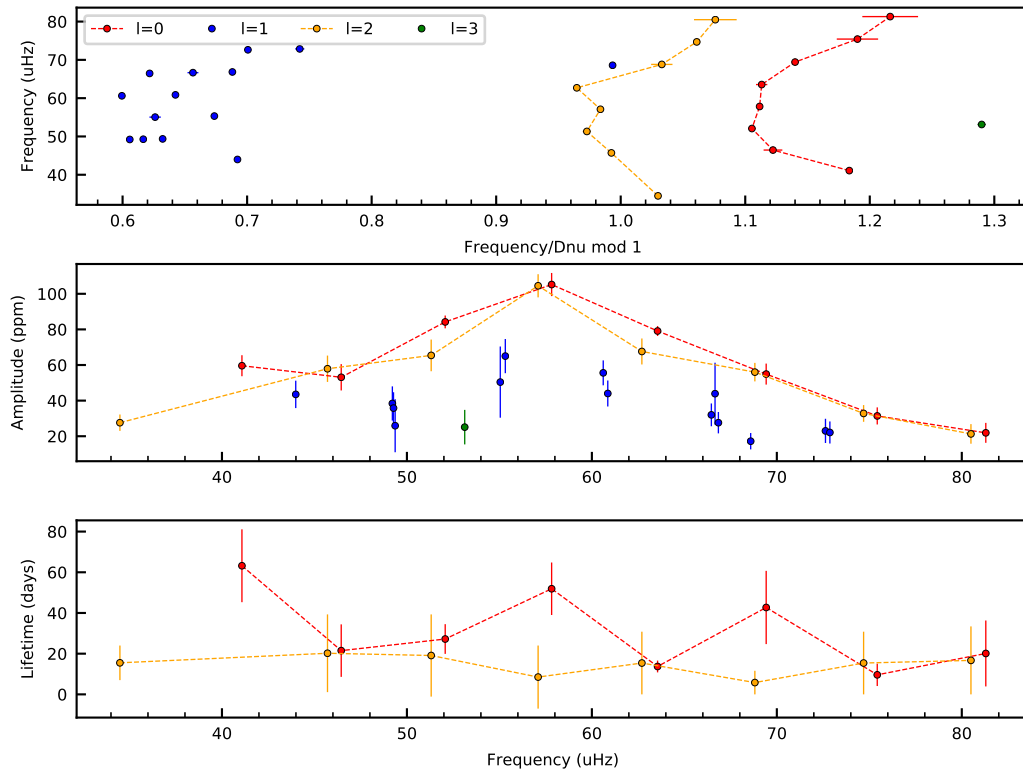 l=0 l=1 l=2 l=3
80
70
60
50
40
Frequency (uHz)
0.6 0.7 0.8 0.9 1.0 1.1 1.2 1.3
Frequency/Dnu mod 1
100
80
60
40
20
Amplitude (ppm)
40 50 60 70 80
80
60
40
20
0
Lifetime (days)
40 50 60 70 80
Frequency (uHz)